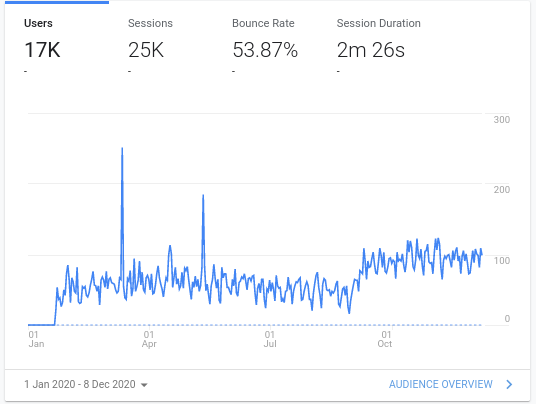 Users Sessions Bounce Rate Session Duration
17K 25K 53.87% 2m 26s
- - - -
300
200
100
0
01 01 01 01
Jan Apr Jul Oct
1 Jan 2020 - 8 Dec 2020 AUDIENCE OVERVIEW